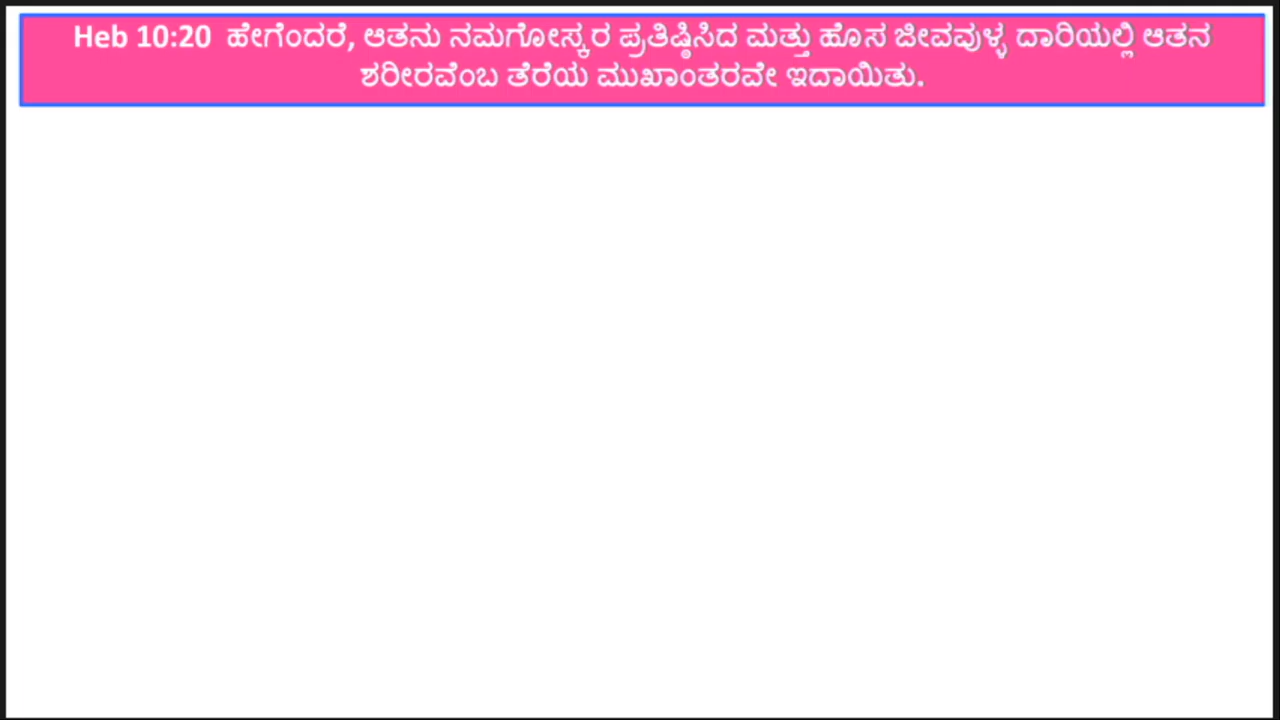 Heb 10:20 ಹೇಗೆಂದರೆ, ಆತನು ನಮಗೋಸ್ಕರ ಪ್ರತಿಷ್ಠಿಸಿದ ಮತ್ತು ಹೊಸ ಜೀವವುಳ್ಳ ದಾರಿಯಲ್ಲಿ ಆತನ
ಶರೀರವೆಂಬ ತೆರೆಯ ಮುಖಾಂತರವೇ ಇದಾಯಿತು.